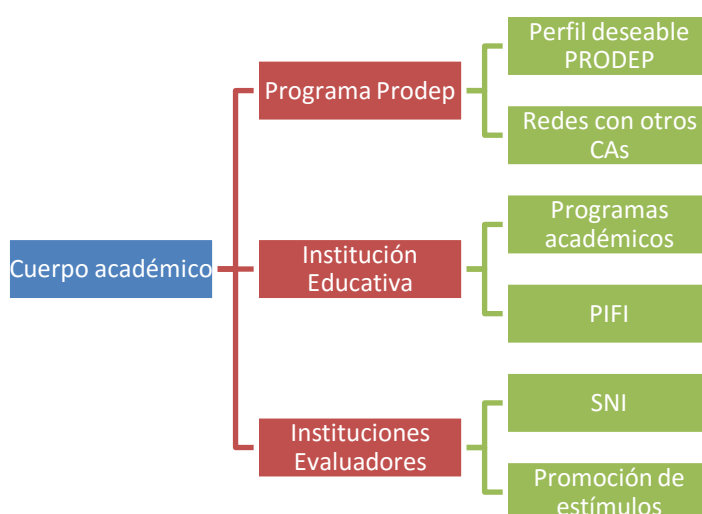 Cuerpo académico
Programa Prodep
Perfil deseable
PRODEP
Redes con otros
CAs
Institución
Educativa
Programas
académicos
PIFI
Instituciones
Evaluadores
SNI
Promoción de
estímulos